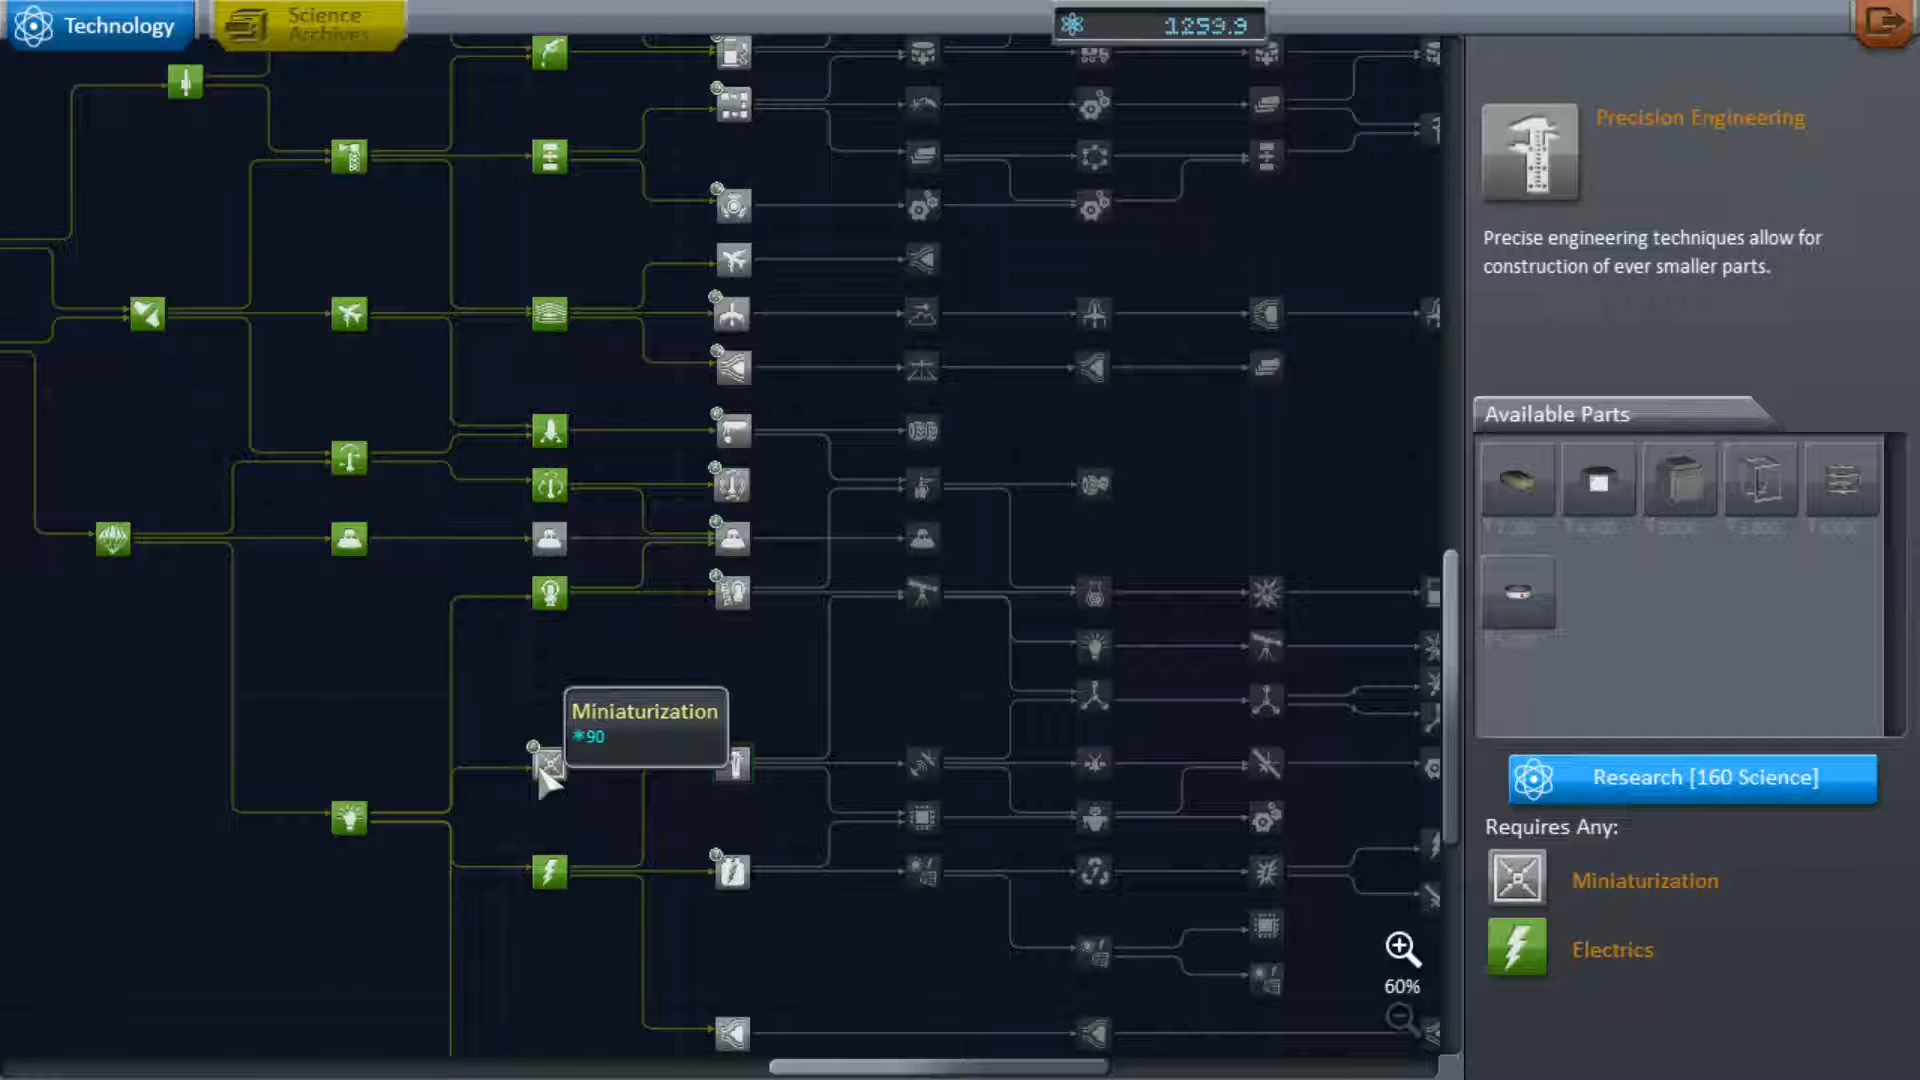 Technology
Science
Archives
1259.9
Precision Engineering
Precise engineering techniques allow for
construction of ever smaller parts.
Available Parts
Miniaturization
90
Research [160 Science]
Requires Any:
Miniaturization
Electrics
60%